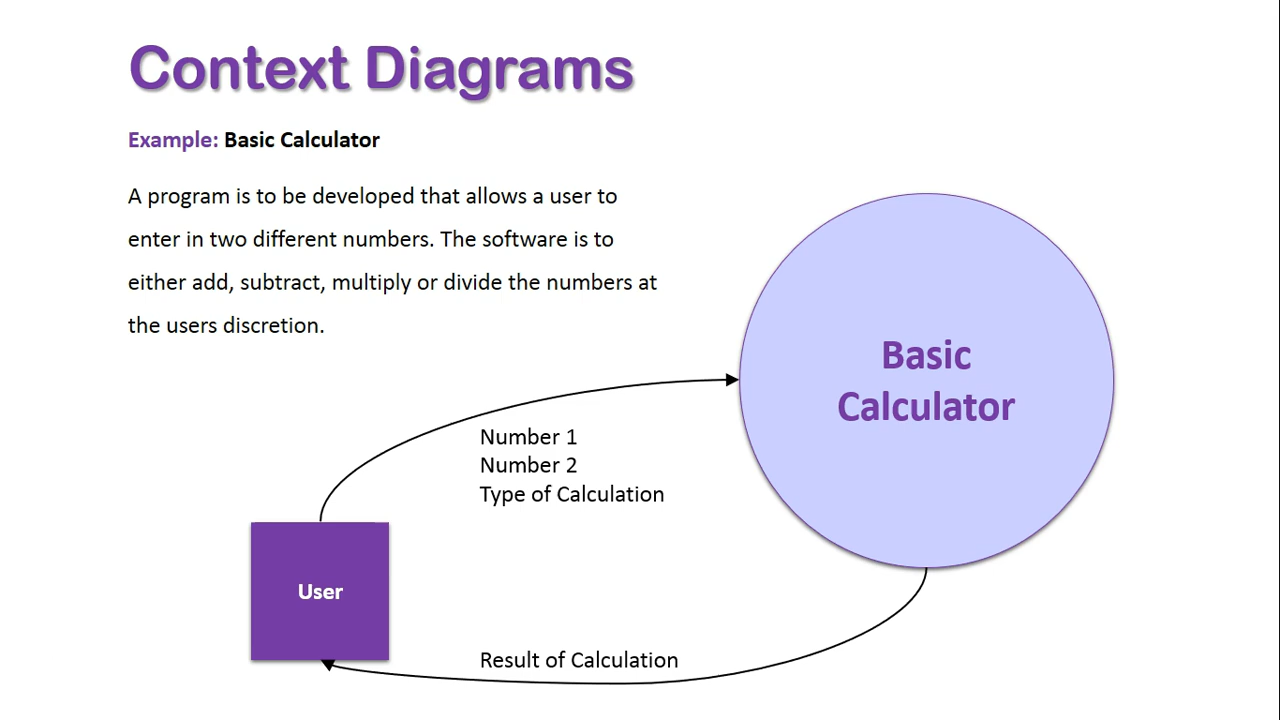 Context Diagrams
Example: Basic Calculator
A program is to be developed that allows a user to
enter in two different numbers. The software is to
either add, subtract, multiply or divide the numbers at
the users discretion.
Basic
Calculator
Number 1
Number 2
Type of Calculation
User
Result of Calculation